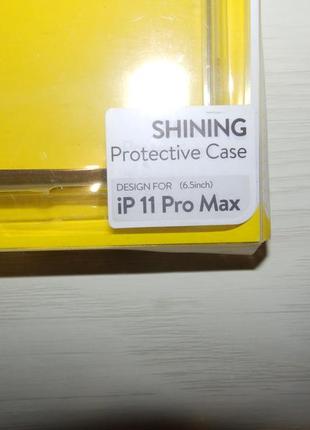 SHINING
Protective Case
DESIGN FOR (6.5inch)
iP 11 Pro Max